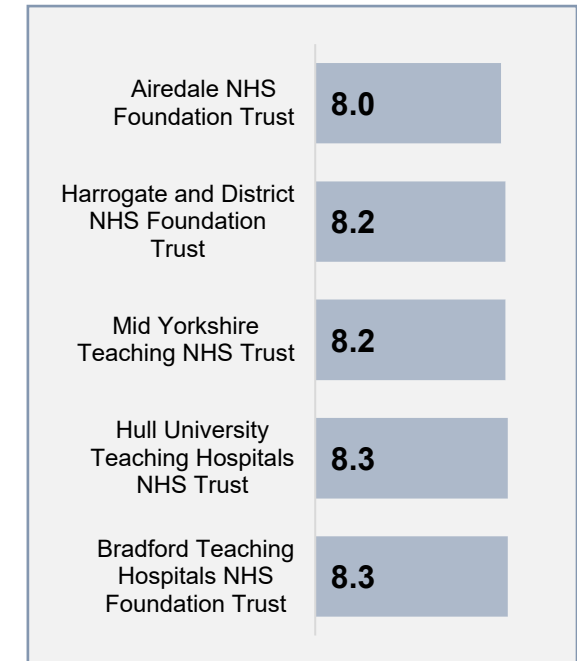 Airedale NHS
Foundation Trust
8.0
Harrogate and District
NHS Foundation
Trust
8.2
Mid Yorkshire
Teaching NHS Trust
8.2
Hull University
Teaching Hospitals
NHS Trust
8.3
Bradford Teaching
Hospitals NHS
Foundation Trust
8.3